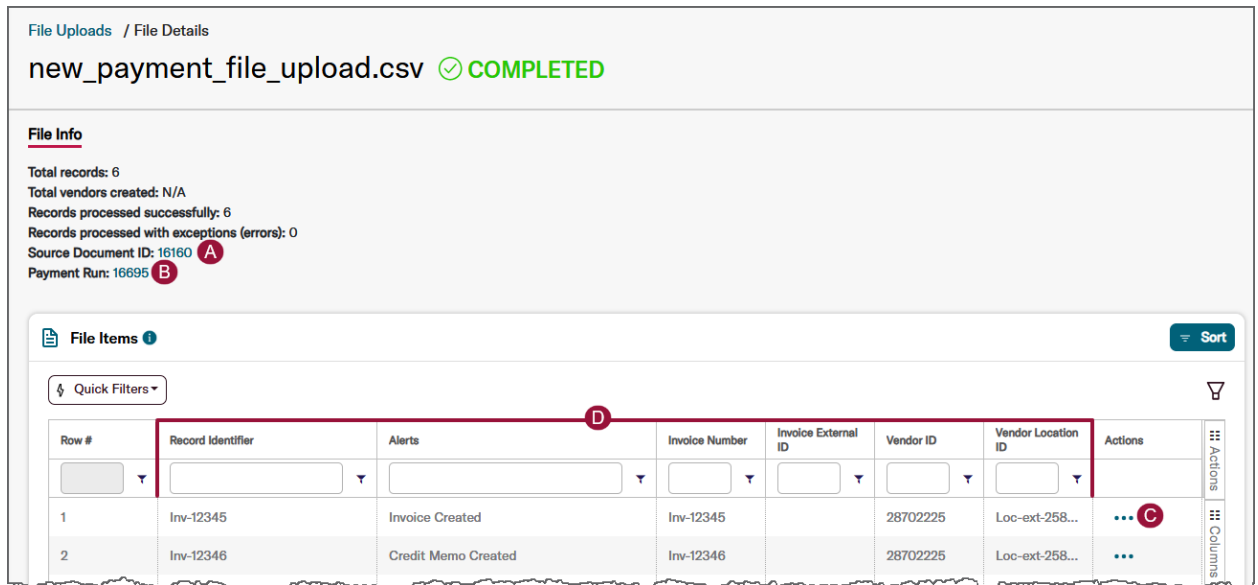 File Uploads / File Details
new_payment_file_upload.csv COMPLETED
File Info
Total records: 6
Total vendors created: N/A
Records processed successfully: 6
Records processed with exceptions (errors): 0
Source Document ID: 16160 A
Payment Run: 16695 B
File Items i Sort
Quick Filters
D
Row # Record Identifier Alerts Invoice Number Invoice External ID Vendor ID Vendor Location ID Actions
Actions
1 Inv-12345 Invoice Created Inv-12345 28702225 Loc-ext-258... ... C
2 Inv-12346 Credit Memo Created Inv-12346 28702225 Loc-ext-258... ...
Columns